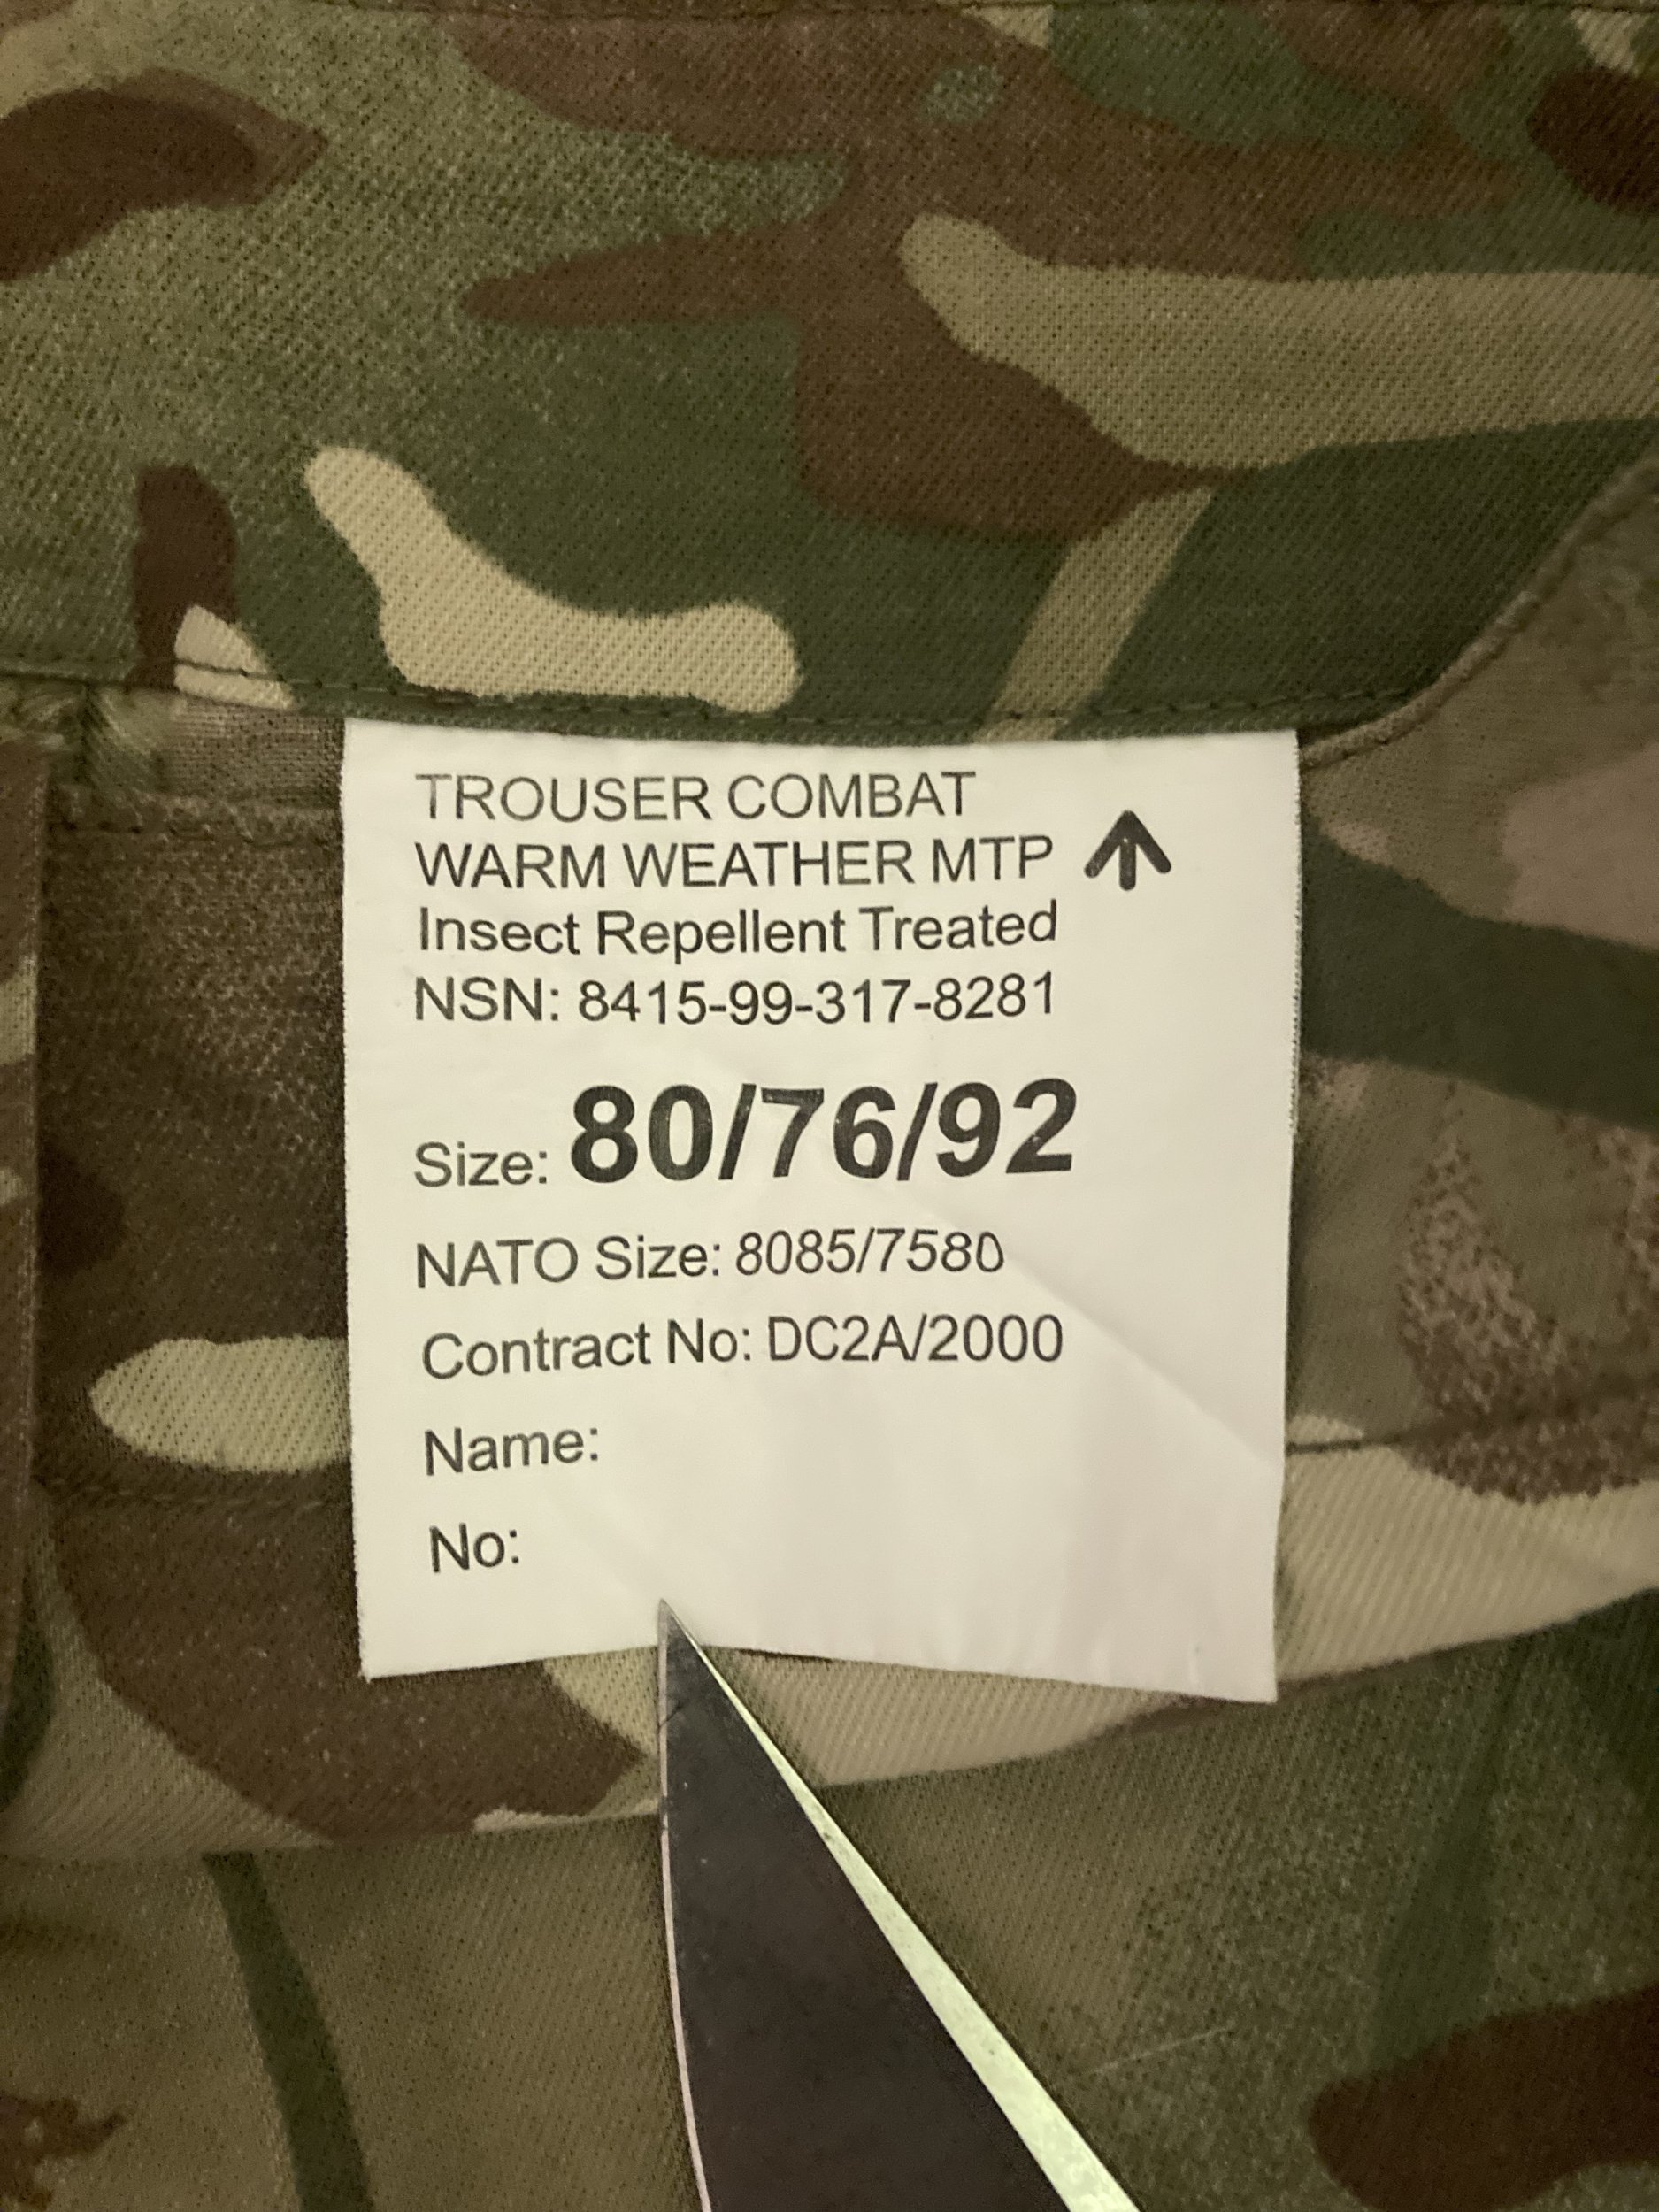 TROUSER COMBAT
WARM WEATHER MTP
Insect Repellent Treated
NSN: 8415-99-317-8281
Size: 80/76/92
NATO Size: 8085/7580
Contract No: DC2A/2000
Name:
No: